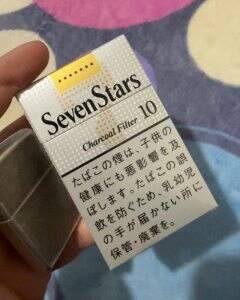 SevenStars
Charcoal Filter 10
たばこの煙は、子供の
健康にも悪影響を及
ぼします。たばこの誤
飲を防ぐため、乳幼児
の手が届かない所に
保管・廃棄を。